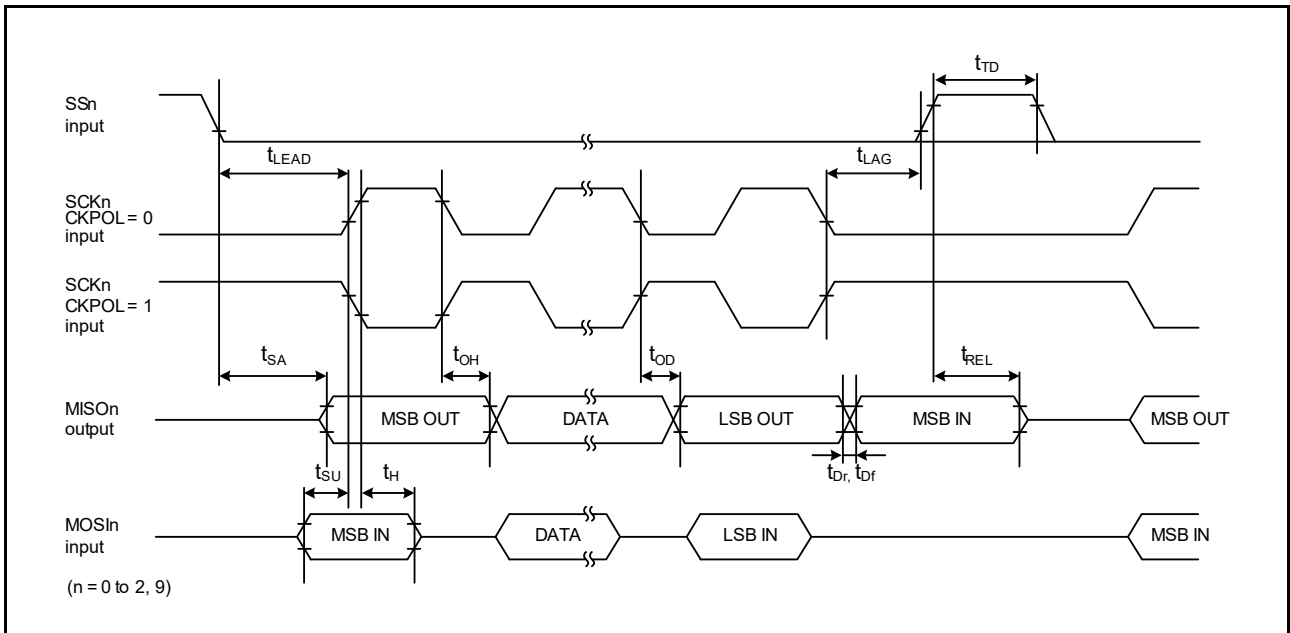 tTD
SSn
input
tLEAD
tLAG
SCKn
CKPOL = 0
input
SCKn
CKPOL = 1
input
tSA
tOH
tOD
tREL
MISOn
output
MSB OUT
DATA
LSB OUT
MSB IN
MSB OUT
tSU
tH
tDr, tDf
MOSIn
input
MSB IN
DATA
LSB IN
MSB IN
(n = 0 to 2, 9)